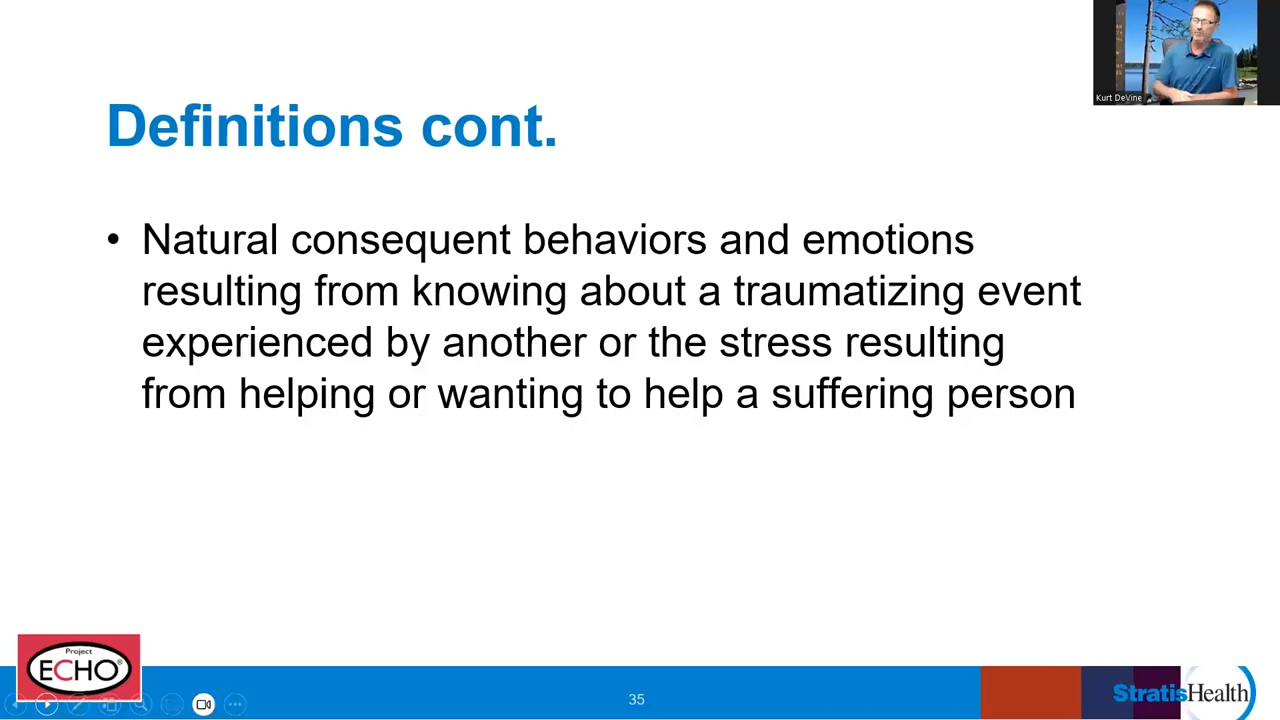 Kurt DeVine
Definitions cont.
• Natural consequent behaviors and emotions
resulting from knowing about a traumatizing event
experienced by another or the stress resulting
from helping or wanting to help a suffering person
Project
ECHO®
35
StratisHealth